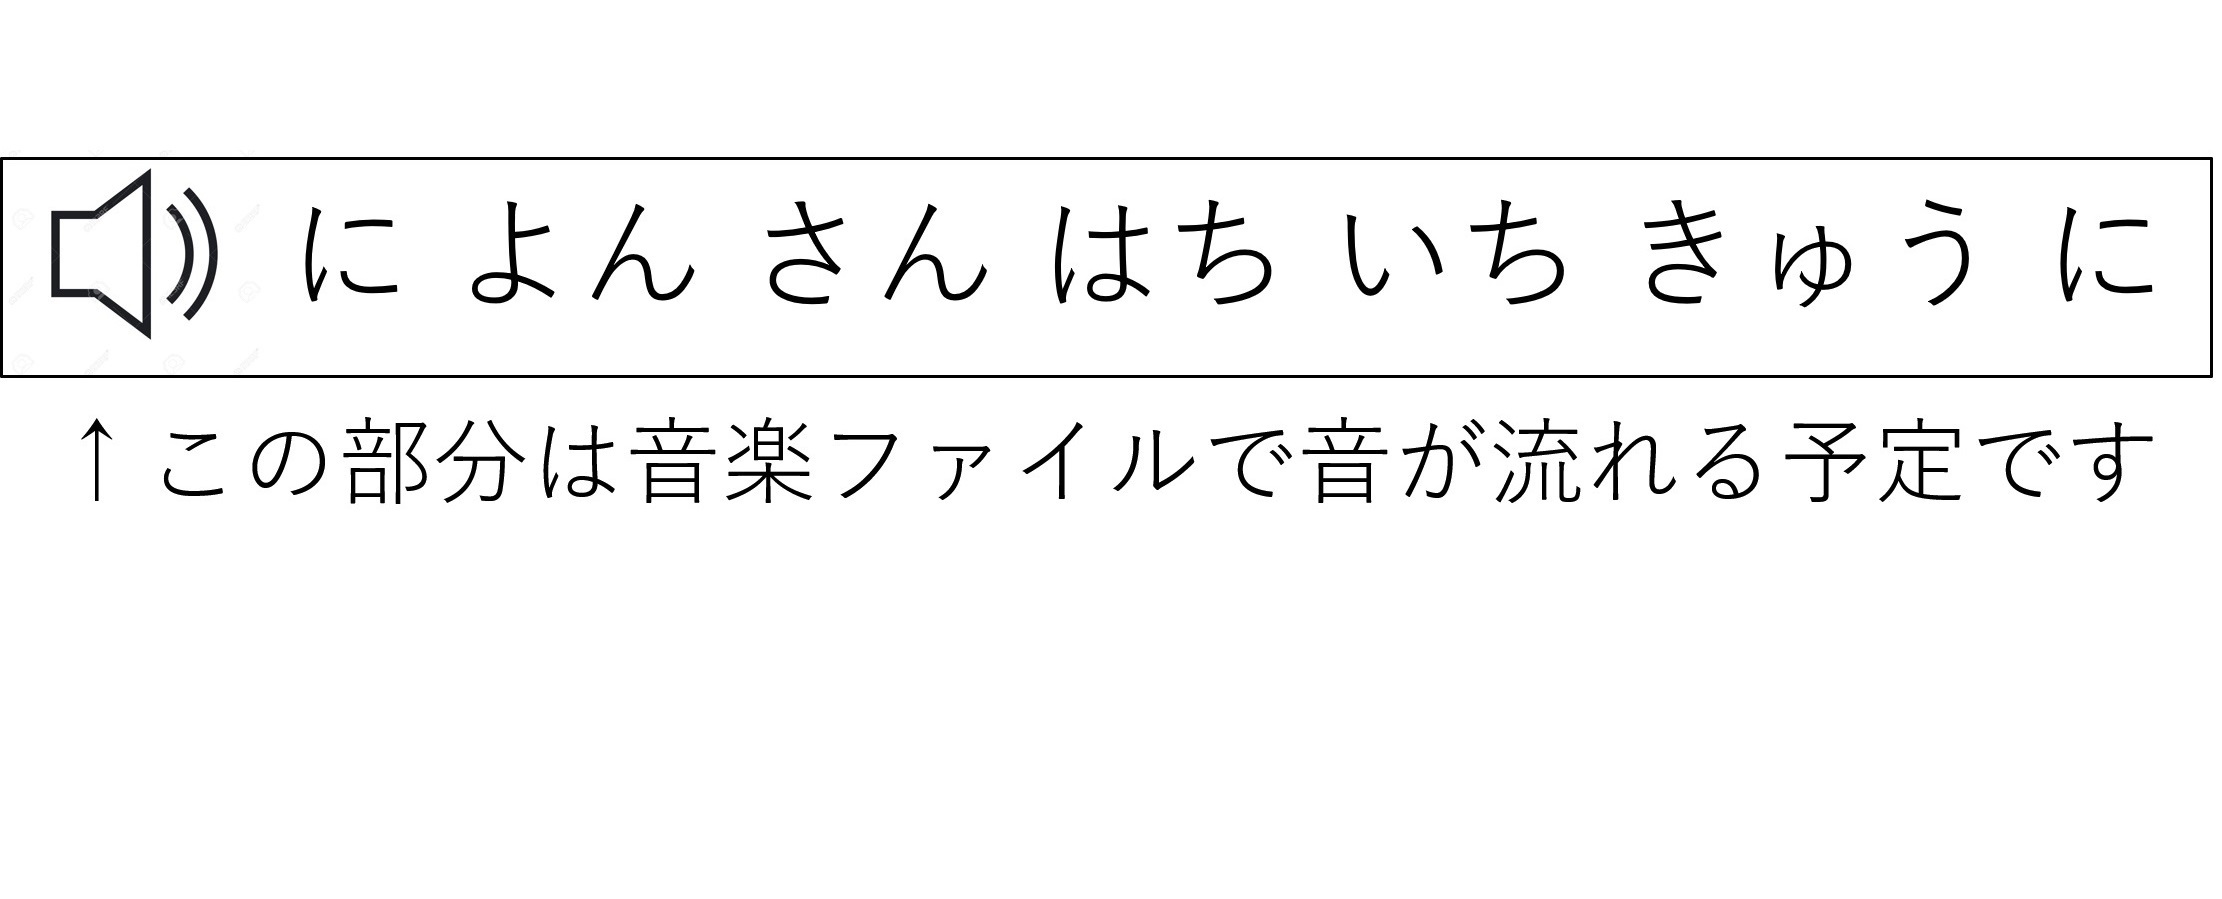 に よん さん はち いち きゅう に
↑ この部分は音楽ファイルで音が流れる予定です